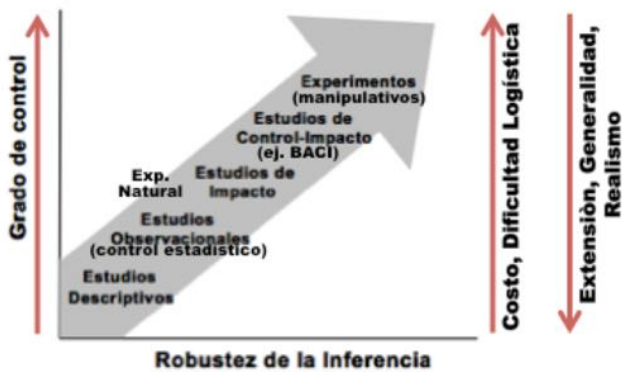 Grado de control
Experimentos
(manipulativos)
Estudios de
Control-Impacto
(ej. BACI)
Exp.
Natural
Estudios de
Impacto
Estudios
Observacionales
(control estadístico)
Estudios
Descriptivos
Robustez de la Inferencia
Costo, Dificultad Logística
Extensiòn, Generalidad,
Realismo